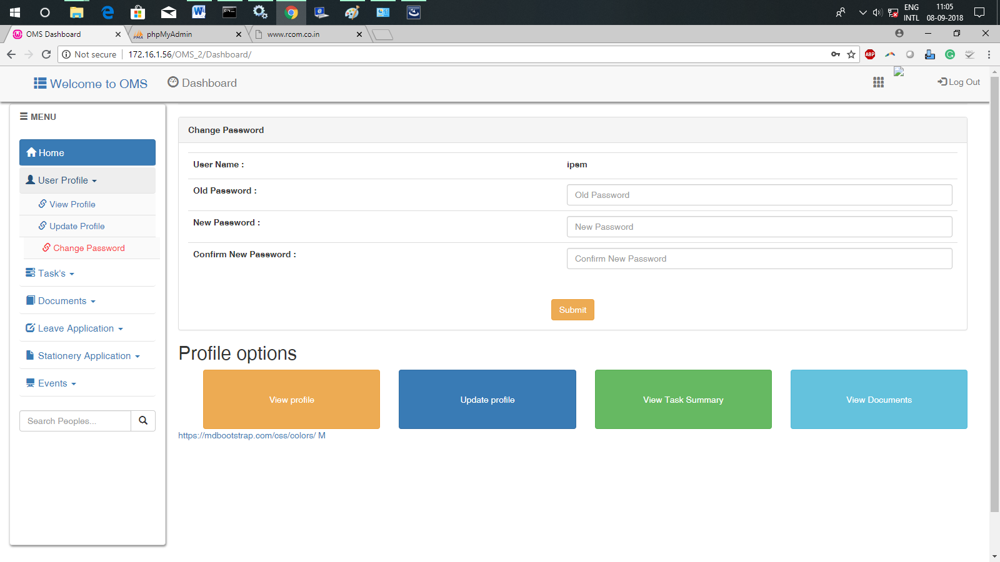 ENG
INTL
11:05
08-09-2018
OMS Dashboard
phpMyAdmin
www.rcom.co.in
Not secure
172.16.1.56/OMS_2/Dashboard/
ABP
Welcome to OMS
Dashboard
Log Out
MENU
Home
User Profile
View Profile
Update Profile
Change Password
Task's
Documents
Leave Application
Stationery Application
Events
Search Peoples...
Change Password
User Name :
ipsm
Old Password :
Old Password
New Password :
New Password
Confirm New Password :
Confirm New Password
Submit
Profile options
View profile
Update profile
View Task Summary
View Documents
https://mdbootstrap.com/css/colors/ M